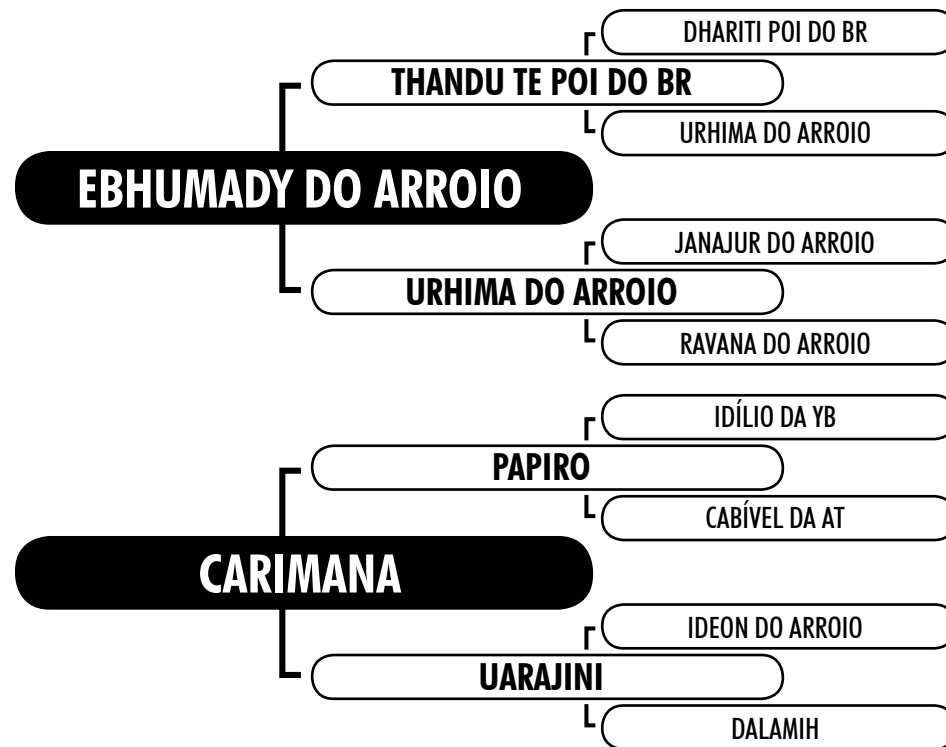 DHARITI POI DO BR
THANDU TE POI DO BR
URHIMA DO ARROIO
EBHUMADY DO ARROIO
JANAJUR DO ARROIO
URHIMA DO ARROIO
RAVANA DO ARROIO
IDÍLIO DA YB
PAPIRO
CABÍVEL DA AT
CARIMANA
IDEON DO ARROIO
UARAJINI
DALAMIH